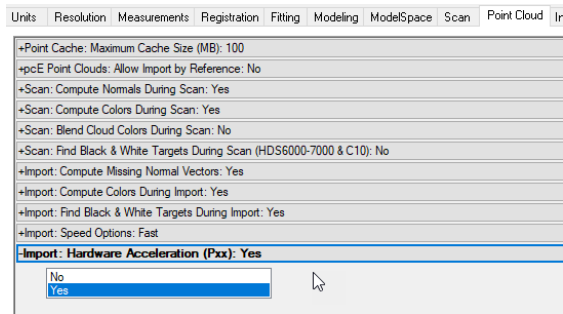 Units Resolution Measurements Registration Fitting Modeling ModelSpace Scan Point Cloud
+Point Cache: Maximum Cache Size (MB): 100
+pcE Point Clouds: Allow Import by Reference: No
+Scan: Compute Normals During Scan: Yes
+Scan: Compute Colors During Scan: Yes
+Scan: Blend Cloud Colors During Scan: No
+Scan: Find Black & White Targets During Scan (HDS6000-7000 & C10): No
+Import: Compute Missing Normal Vectors: Yes
+Import: Compute Colors During Import: Yes
+Import: Find Black & White Targets During Import: Yes
+Import: Speed Options: Fast
-Import: Hardware Acceleration (Pxx): Yes
No
Yes